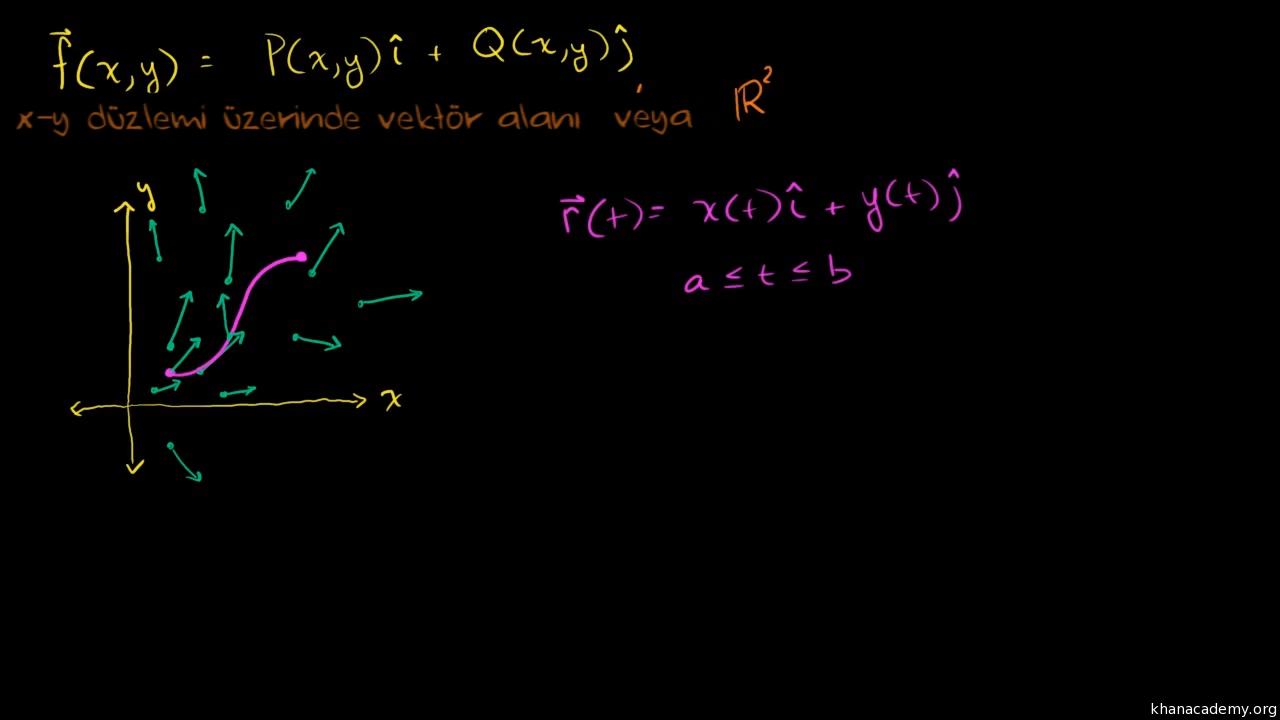 f⃗(x,y) = P(x,y)î + Q(x,y)ĵ
x-y düzlemi üzerinde vektör alanı veya ℝ²
y
r⃗(t) = x(t)î + y(t)ĵ
a ≤ t ≤ b
x
khanacademy.org